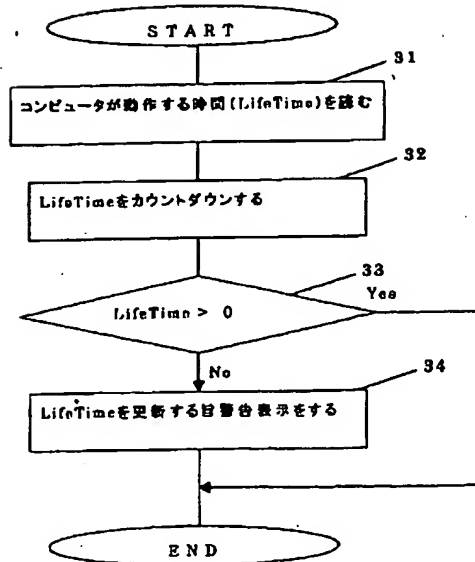 START
31
コンピュータが動作する時間(LifeTime)を読む
32
LifeTimeをカウントダウンする
33
LifeTime > 0
Yes
No
34
LifeTimeを更新する旨警告表示をする
END